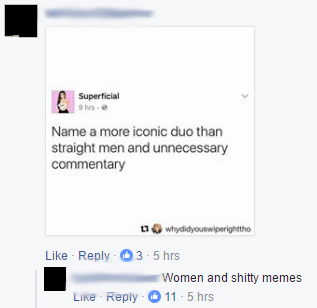 Superficial
9 hrs ·
Name a more iconic duo than
straight men and unnecessary
commentary
whydidyouswiperighttho
Like · Reply · 3 · 5 hrs
Women and shitty memes
Like · Reply · 11 · 5 hrs